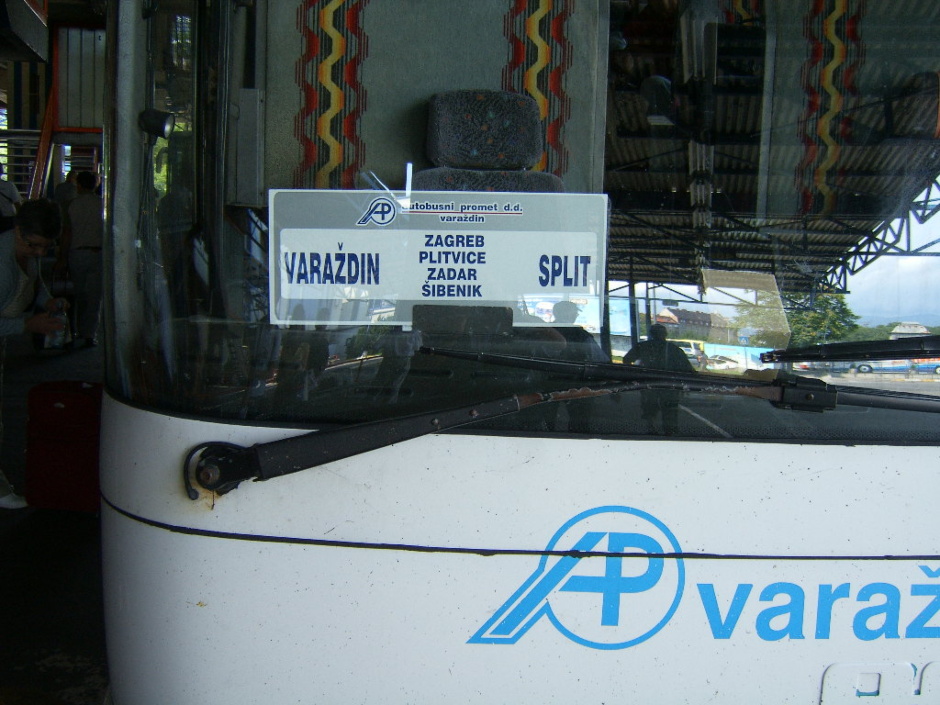 AP autobusni promet d.d.
varaždin
VARAŽDIN
ZAGREB
PLITVICE
ZADAR
ŠIBENIK
SPLIT
AP varaž